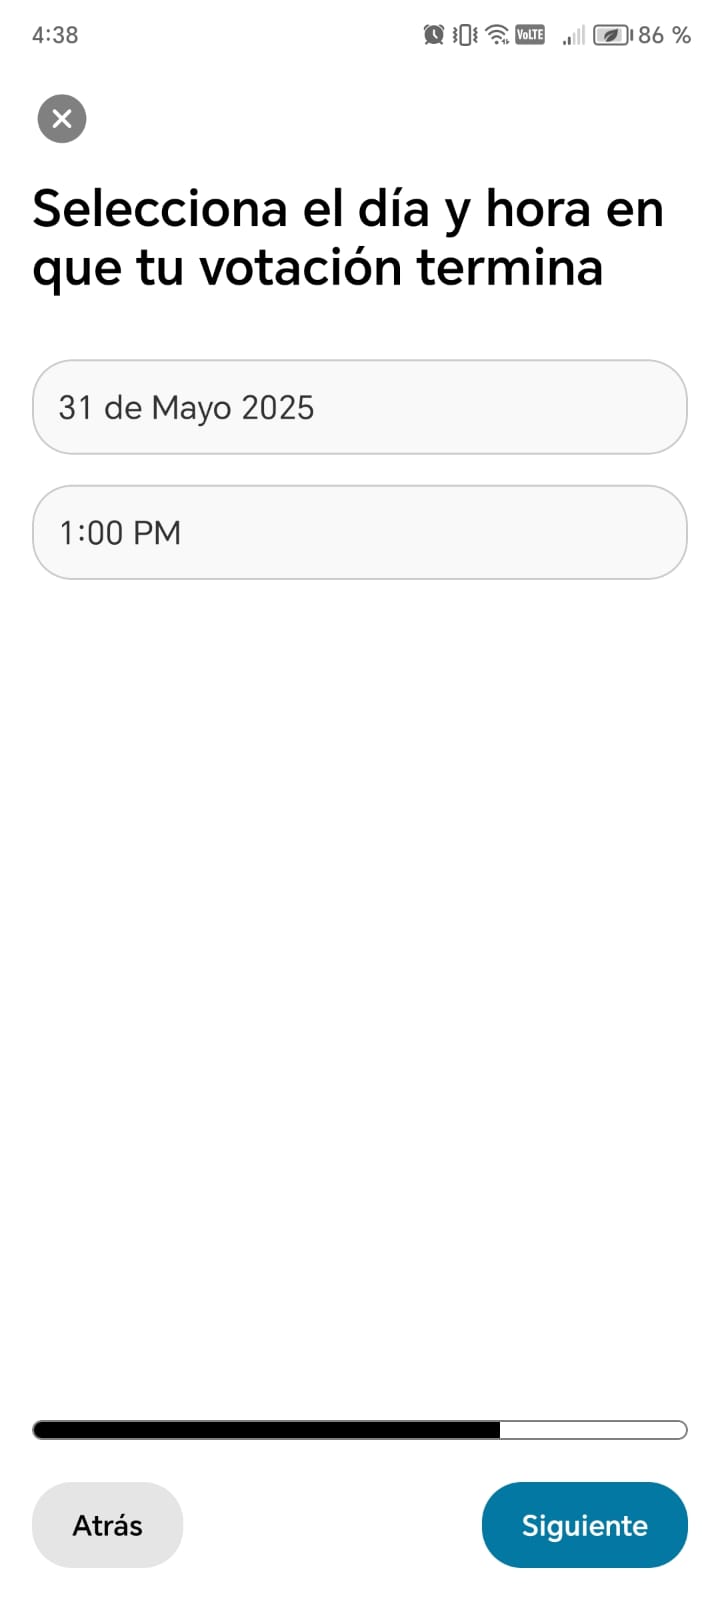 4:38
VoLTE
86 %
Selecciona el día y hora en
que tu votación termina
31 de Mayo 2025
1:00 PM
Atrás
Siguiente